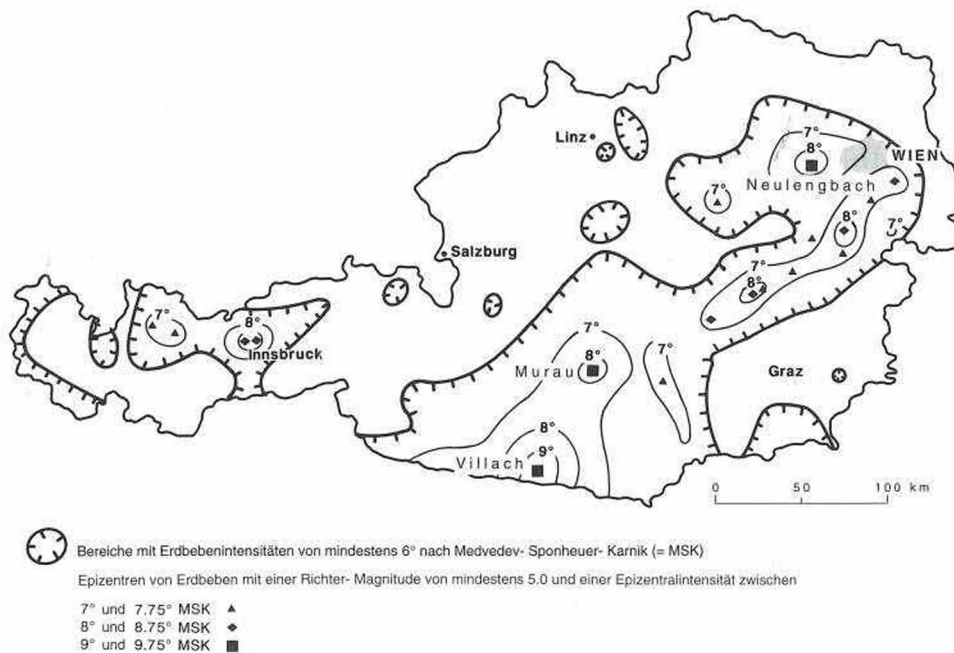 7°
Linz
8°
WIEN
Neulengbach
7°
8°
7°
Salzburg
7°
8°
7°
8°
Innsbruck
7°
7°
8°
Murau
Graz
8°
9°
Villach
0 50 100 km
Bereiche mit Erdbebenintensitäten von mindestens 6° nach Medvedev- Sponheuer- Karnik (= MSK)
Epizentren von Erdbeben mit einer Richter- Magnitude von mindestens 5.0 und einer Epizentralintensität zwischen
7° und 7.75° MSK
8° und 8.75° MSK
9° und 9.75° MSK